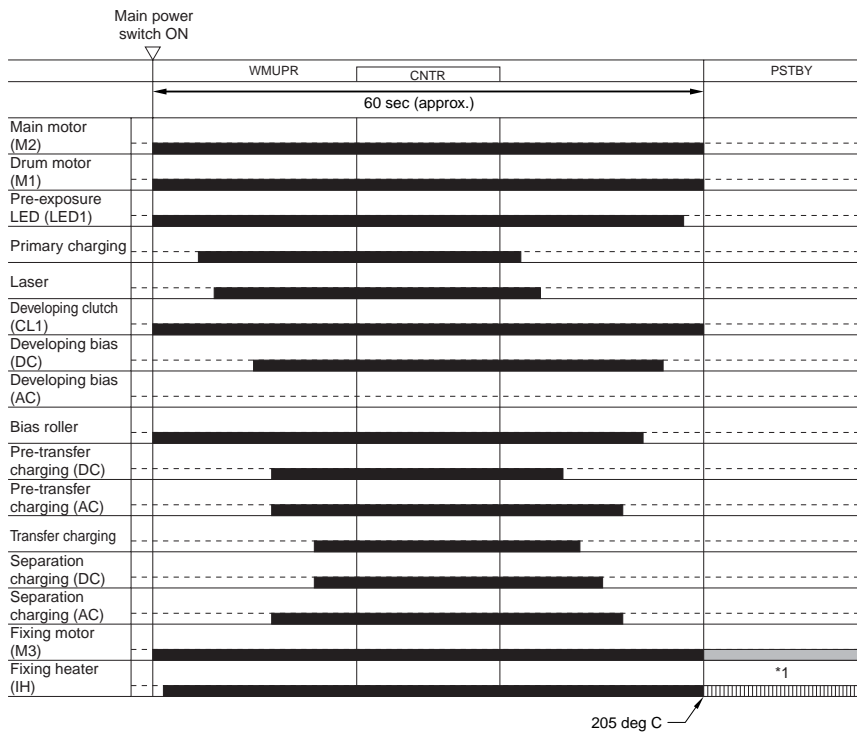 Main power
switch ON
WMUPR
CNTR
PSTBY
60 sec (approx.)
Main motor
(M2)
Drum motor
(M1)
Pre-exposure
LED (LED1)
Primary charging
Laser
Developing clutch
(CL1)
Developing bias
(DC)
Developing bias
(AC)
Bias roller
Pre-transfer
charging (DC)
Pre-transfer
charging (AC)
Transfer charging
Separation
charging (DC)
Separation
charging (AC)
Fixing motor
(M3)
Fixing heater
(IH)
*1
205 deg C